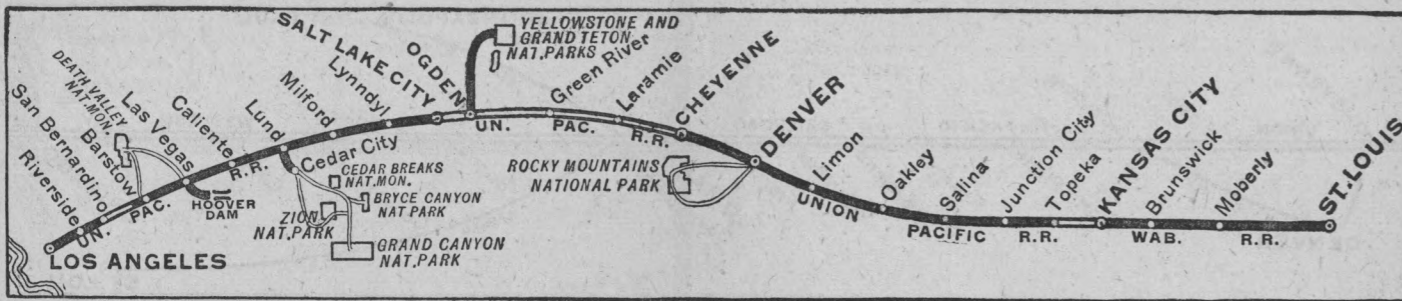 LOS ANGELES
Riverside
San Bernardino
Barstow
DEATH VALLEY
NAT. MON.
Las Vegas
HOOVER
DAM
Caliente
Lund
Cedar City
CEDAR BREAKS
NAT. MON.
BRYCE CANYON
NAT PARK
ZION
NAT. PARK
GRAND CANYON
NAT. PARK
Milford
Lynndyl
SALT LAKE CITY
OGDEN
YELLOWSTONE AND
GRAND TETON
NAT. PARKS
Green River
Laramie
CHEYENNE
ROCKY MOUNTAINS
NATIONAL PARK
DENVER
Limon
Oakley
Salina
Junction City
Topeka
KANSAS CITY
Brunswick
Moberly
ST. LOUIS
UN. PAC. R.R.
UN. PAC. R.R.
UNION PACIFIC R.R.
WAB. R.R.